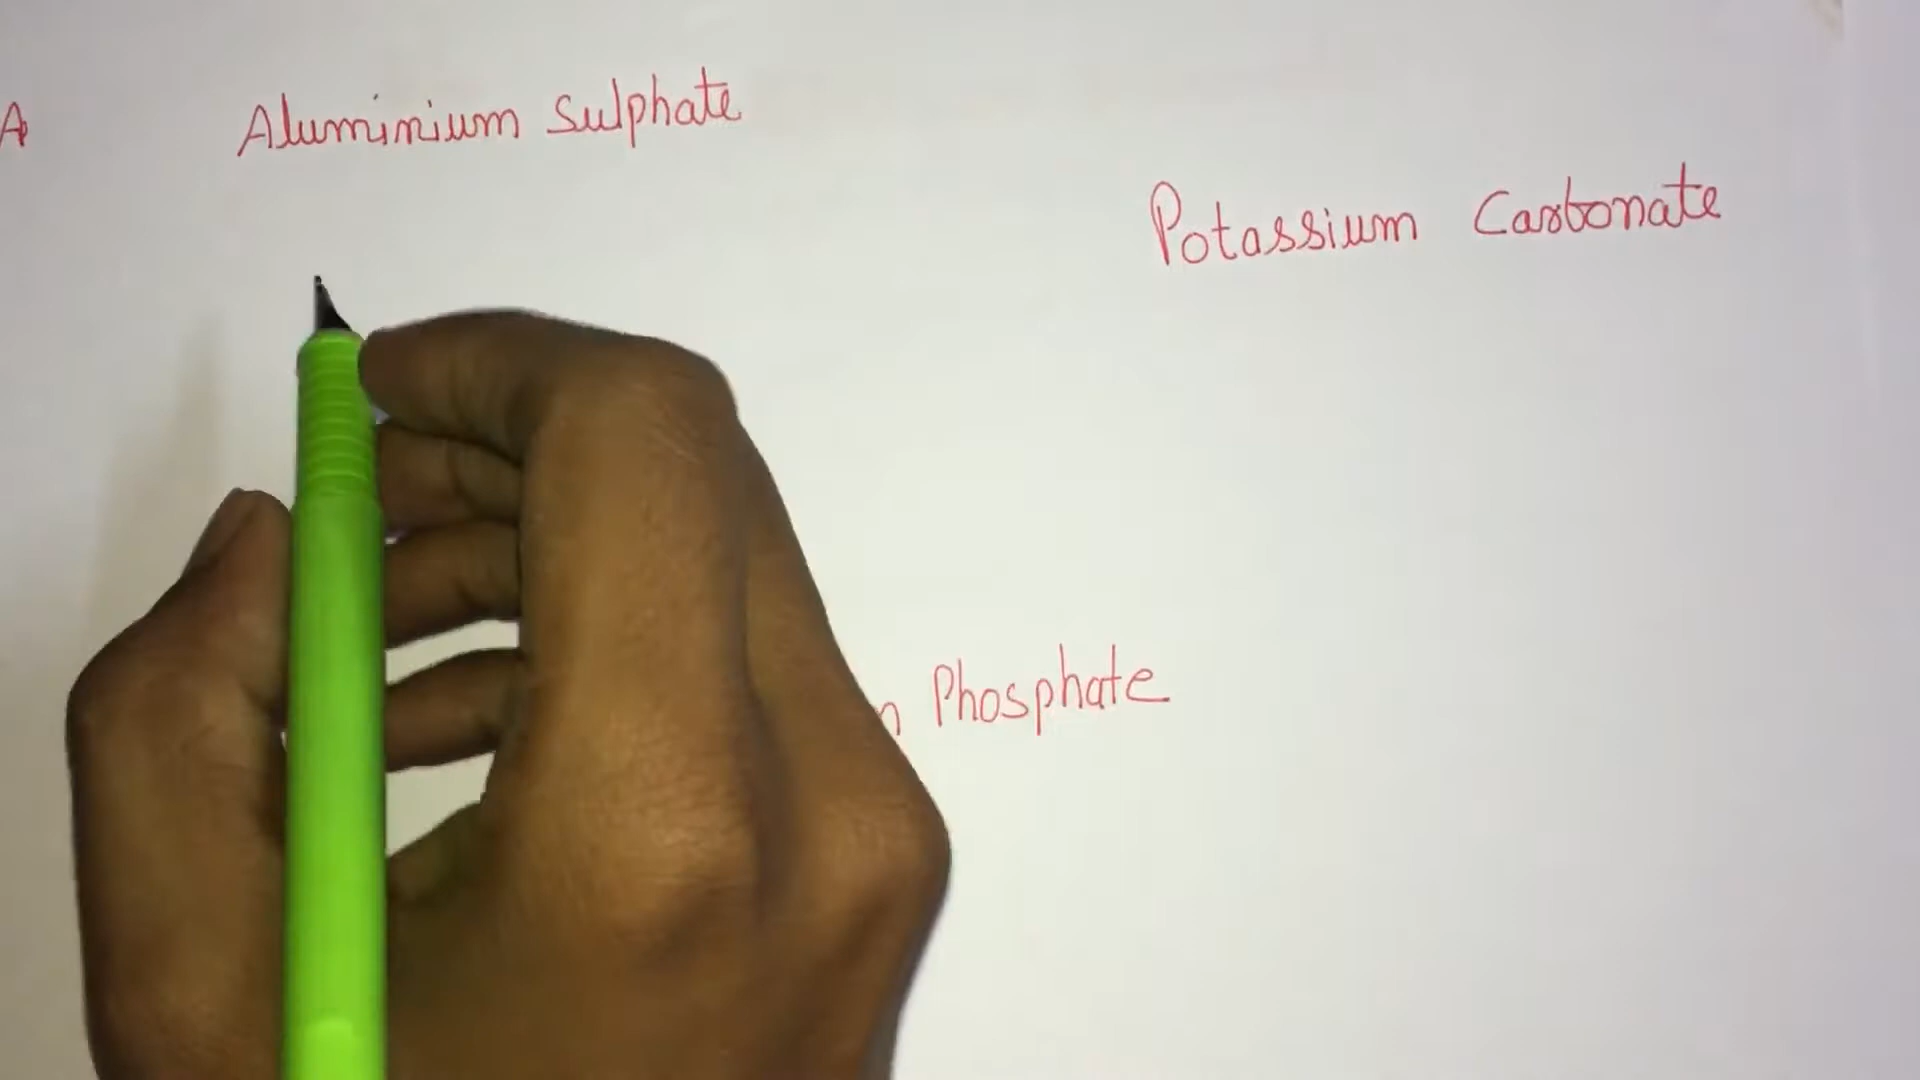 Aluminium Sulphate
Potassium Carbonate
Phosphate